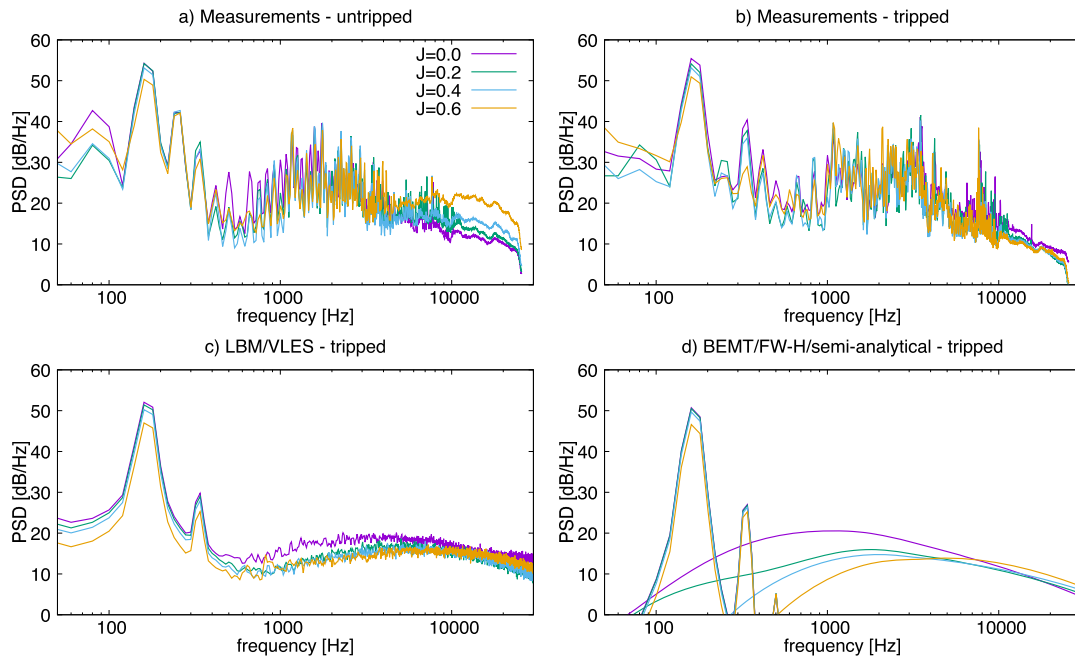 a) Measurements - untripped
PSD [dB/Hz]
60
50
40
30
20
10
0
J=0.0
J=0.2
J=0.4
J=0.6
100 1000 10000
frequency [Hz]
b) Measurements - tripped
PSD [dB/Hz]
60
50
40
30
20
10
0
100 1000 10000
frequency [Hz]
c) LBM/VLES - tripped
PSD [dB/Hz]
60
50
40
30
20
10
0
100 1000 10000
frequency [Hz]
d) BEMT/FW-H/semi-analytical - tripped
PSD [dB/Hz]
60
50
40
30
20
10
0
100 1000 10000
frequency [Hz]